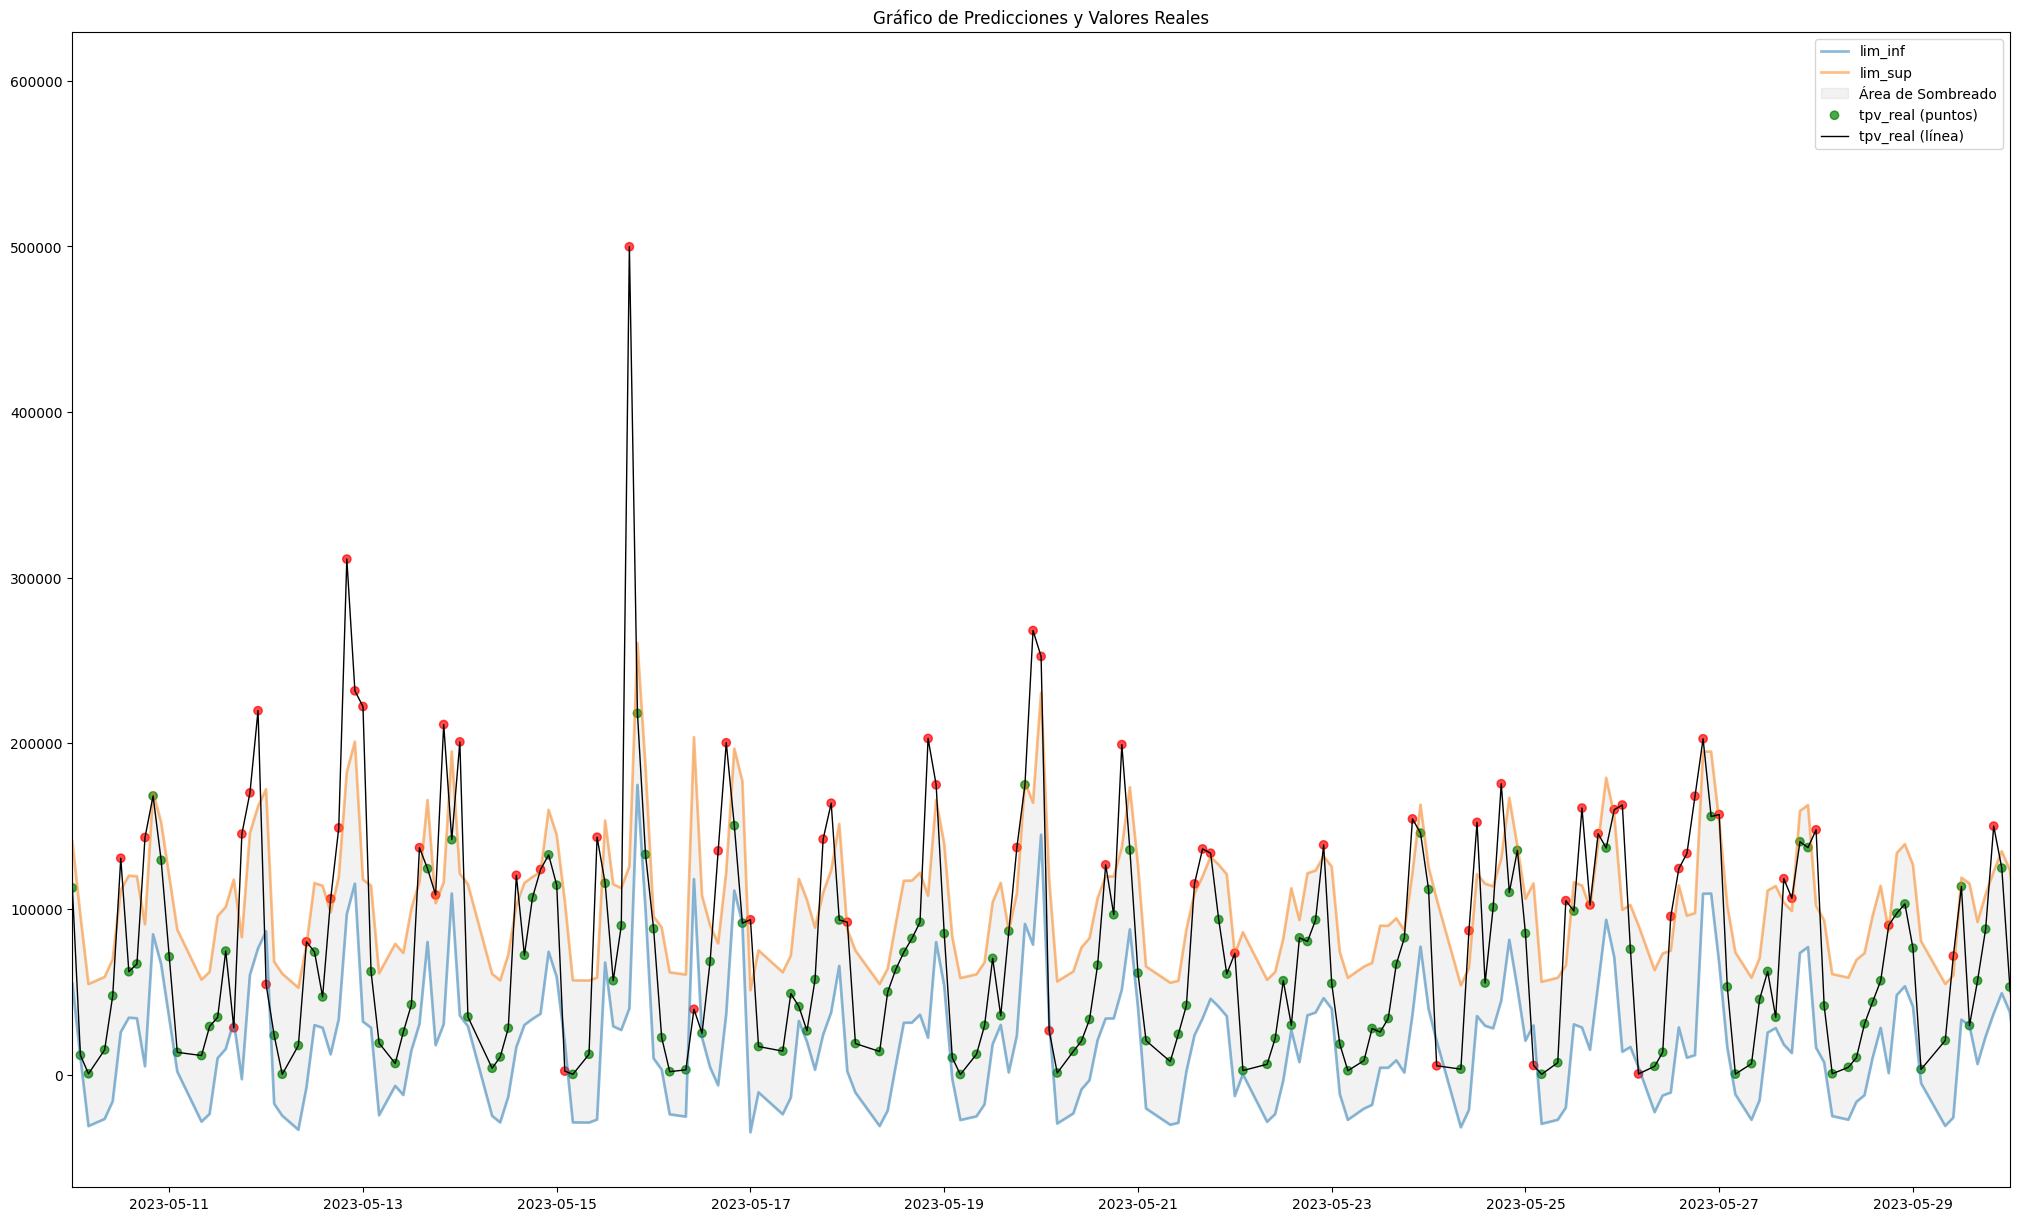 Gráfico de Predicciones y Valores Reales
lim_inf
lim_sup
Área de Sombreado
tpv_real (puntos)
tpv_real (línea)
600000
500000
400000
300000
200000
100000
0
2023-05-11
2023-05-13
2023-05-15
2023-05-17
2023-05-19
2023-05-21
2023-05-23
2023-05-25
2023-05-27
2023-05-29